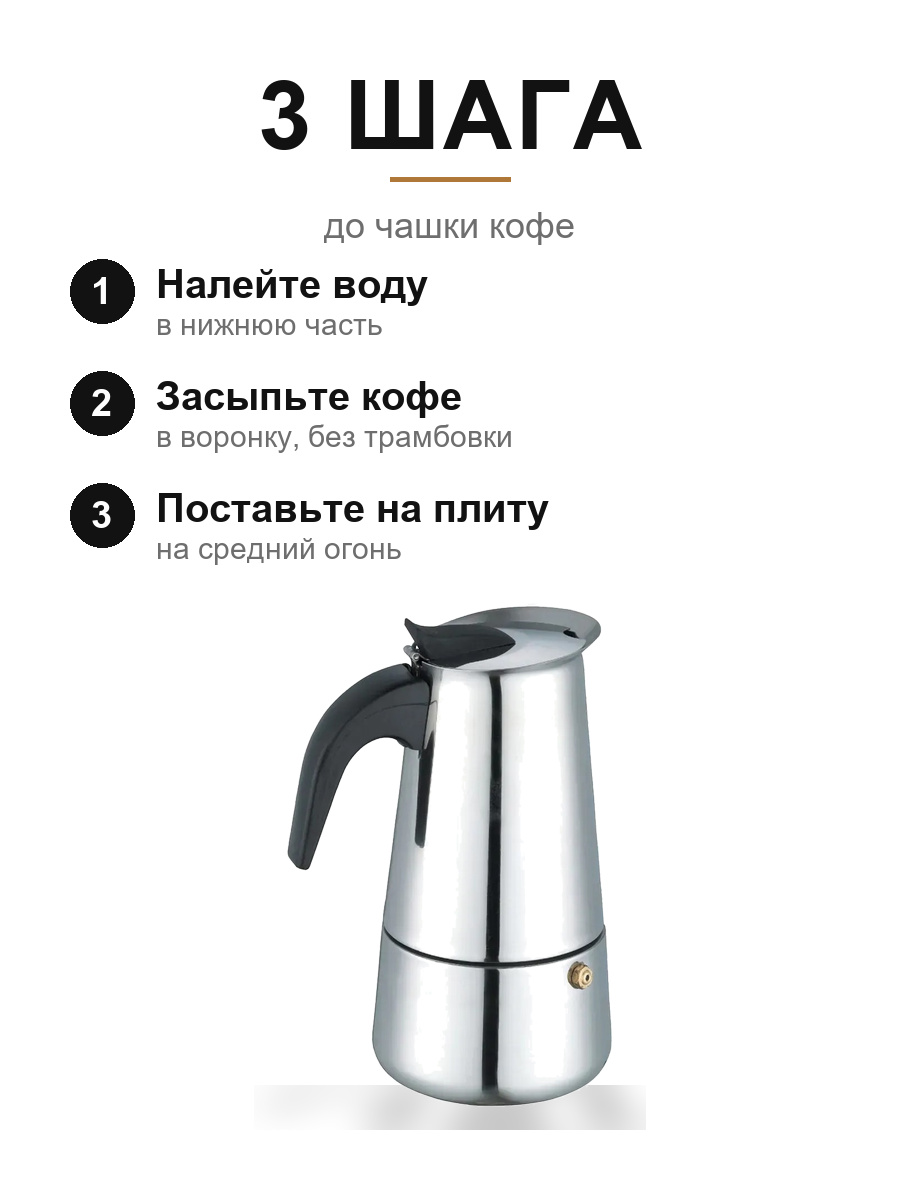 3 ШАГА
до чашки кофе
1 Налейте воду
в нижнюю часть
2 Засыпьте кофе
в воронку, без трамбовки
3 Поставьте на плиту
на средний огонь